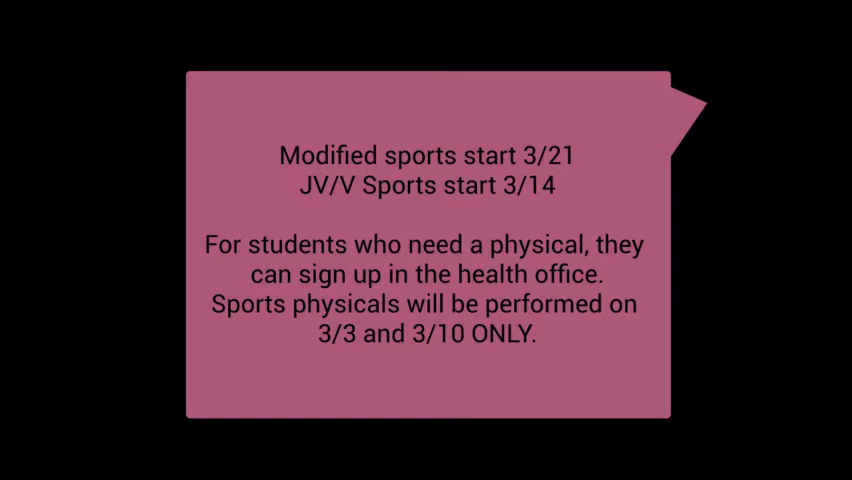 Modified sports start 3/21
JV/V Sports start 3/14
For students who need a physical, they
can sign up in the health office.
Sports physicals will be performed on
3/3 and 3/10 ONLY.